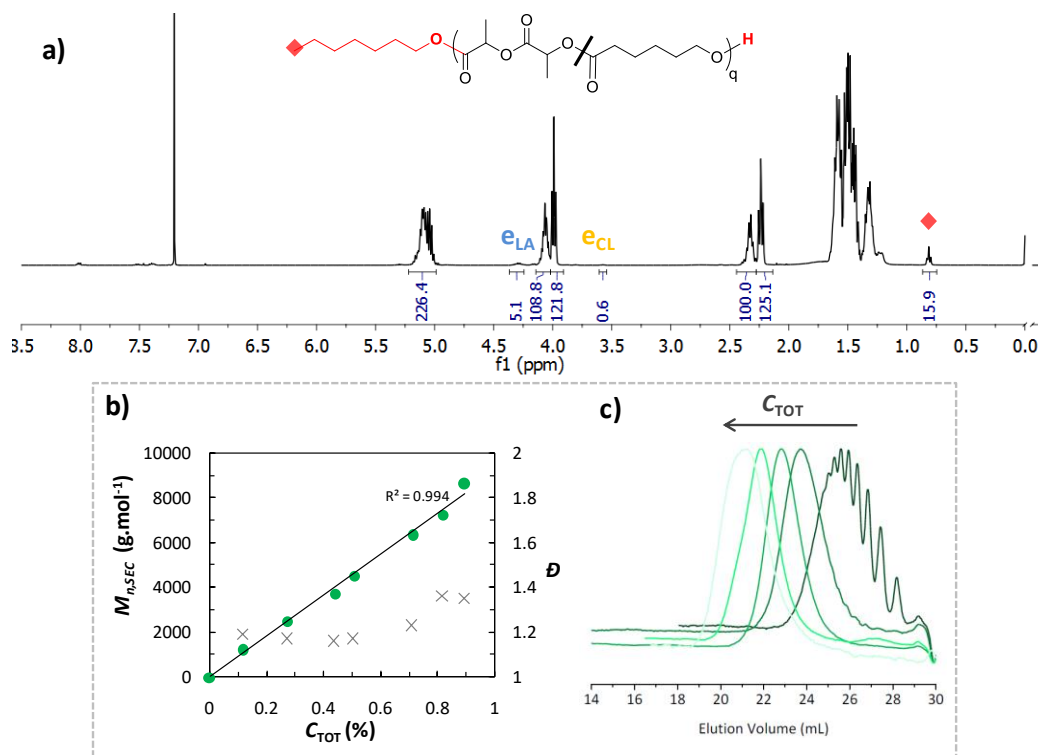 a)
O
O
O
O
O
O
O
q
H
e_LA
e_CL
226.4
5.1
108.8
121.8
0.6
100.0
125.1
15.9
3.5 8.0 7.5 7.0 6.5 6.0 5.5 5.0 4.5 4.0 3.5 3.0 2.5 2.0 1.5 1.0 0.5 0.0
f1 (ppm)
b)
10000
8000
6000
4000
2000
0
M_n,SEC (g.mol⁻¹)
R² = 0.994
2
1.8
1.6
1.4
1.2
1
Đ
0 0.2 0.4 0.6 0.8 1
C_TOT (%)
c)
C_TOT
14 16 18 20 22 24 26 28 30
Elution Volume (mL)